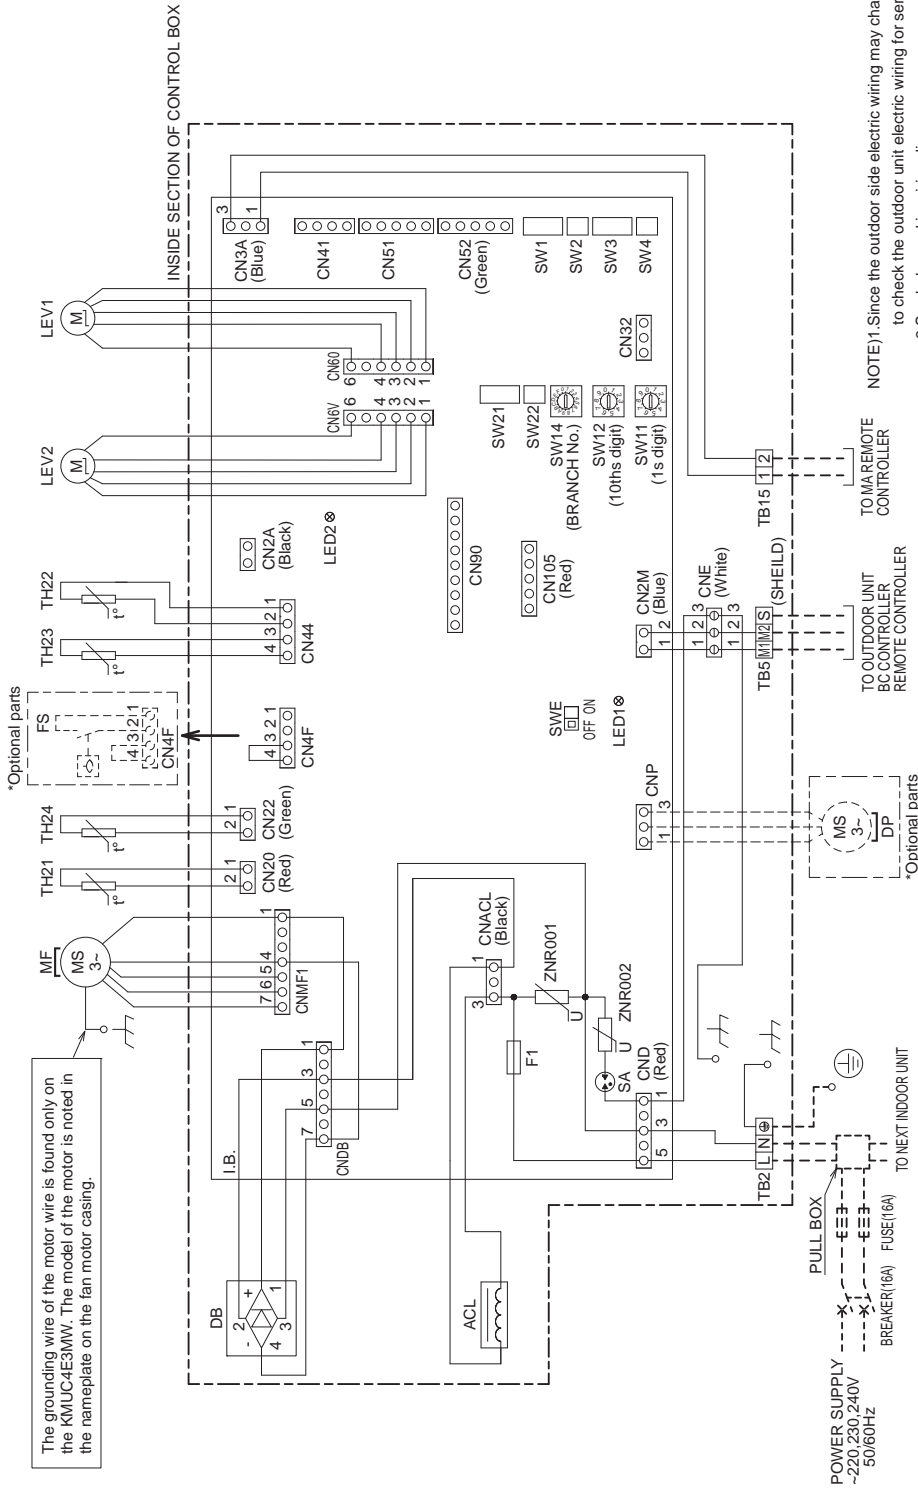 The grounding wire of the motor wire is found only on
the KMUC4E3MW. The model of the motor is noted in
the nameplate on the fan motor casing.
MF
MS
3~
TH21
t°
TH24
t°
*Optional parts
FS
4 3 2 1
CN4F
TH23
t°
TH22
t°
LEV2
M
LEV1
M
INSIDE SECTION OF CONTROL BOX
7 6 5 4 1
CNMF1
2 1
CN20
(Red)
2 1
CN22
(Green)
4 3 2 1
CN4F
4 3 2 1
CN44
CN2A
(Black)
LED2
CN6V
6 4 3 2 1
CN60
6 4 3 2 1
3 1
CN3A
(Blue)
CN41
CN51
CN52
(Green)
SW1
SW2
SW3
SW4
DB
2
+
-
1
4
3
I.B.
7 5 3 1
CNDB
CN90
CN105
(Red)
SW21
SW22
SW14
(BRANCH No.)
SW12
(10ths digit)
SW11
(1s digit)
CN32
ACL
3 1
CNACL
(Black)
F1
ZNR001
U
ZNR002
U
SA
CND
(Red)
5 3 1
SWE
OFF ON
LED1
CNP
1 3
CN2M
(Blue)
1 2
CNE
(White)
1 2 3
1 2 3
TB2
L N
TB5
M1 M2 S
(SHEILD)
TB15
1 2
MS
3~
DP
*Optional parts
POWER SUPPLY
~220,230,240V
50/60Hz
BREAKER(16A)
FUSE(16A)
PULL BOX
TO NEXT INDOOR UNIT
TO OUTDOOR UNIT
BC CONTROLLER
REMOTE CONTROLLER
TO MA REMOTE
CONTROLLER
NOTE)1.Since the outdoor side electric wiring may cha
to check the outdoor unit electric wiring for ser